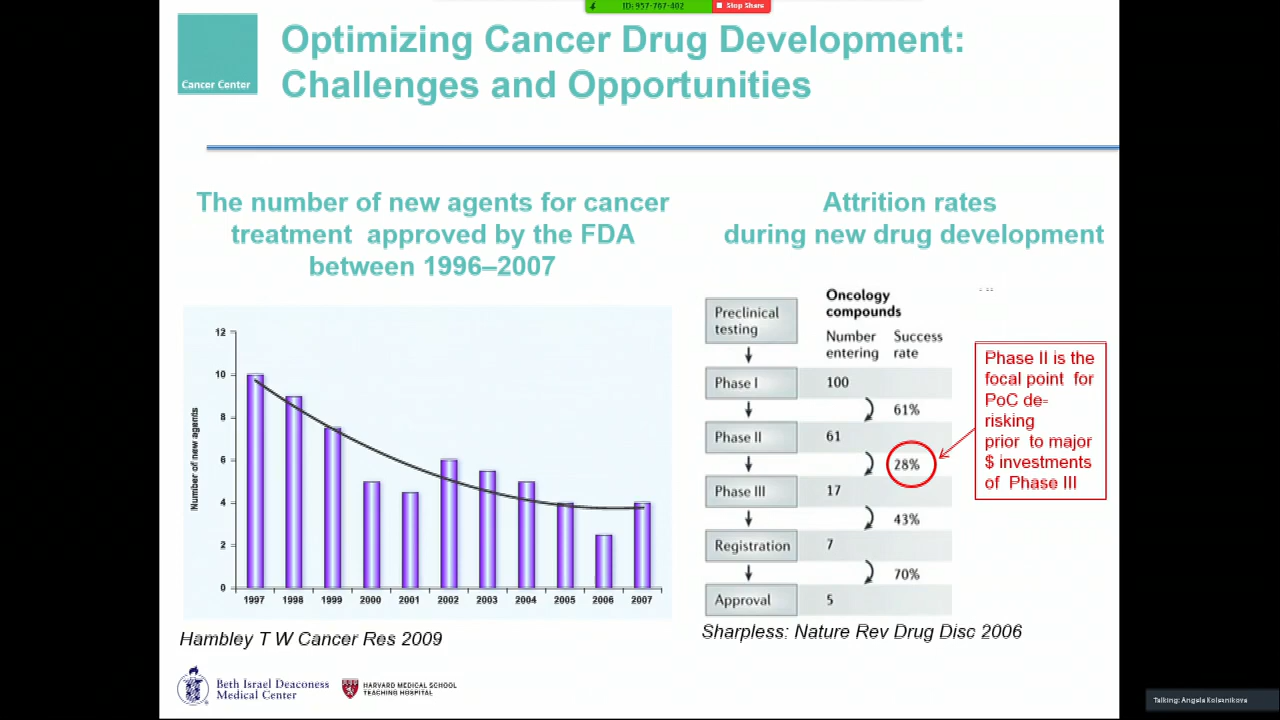 ID: 957-767-402
Stop Share
Cancer Center
Optimizing Cancer Drug Development:
Challenges and Opportunities
The number of new agents for cancer
treatment approved by the FDA
between 1996–2007
Number of new agents
12
10
8
6
4
2
0
1997 1998 1999 2000 2001 2002 2003 2004 2005 2006 2007
Hambley T W Cancer Res 2009
Attrition rates
during new drug development
Oncology
compounds
Number
entering
Success
rate
Preclinical
testing
Phase I 100
61%
Phase II 61
28%
Phase III 17
43%
Registration 7
70%
Approval 5
Phase II is the
focal point for
PoC de-
risking
prior to major
$ investments
of Phase III
Sharpless: Nature Rev Drug Disc 2006
Beth Israel Deaconess
Medical Center
HARVARD MEDICAL SCHOOL
TEACHING HOSPITAL
Talking: Angela Kolesnikova